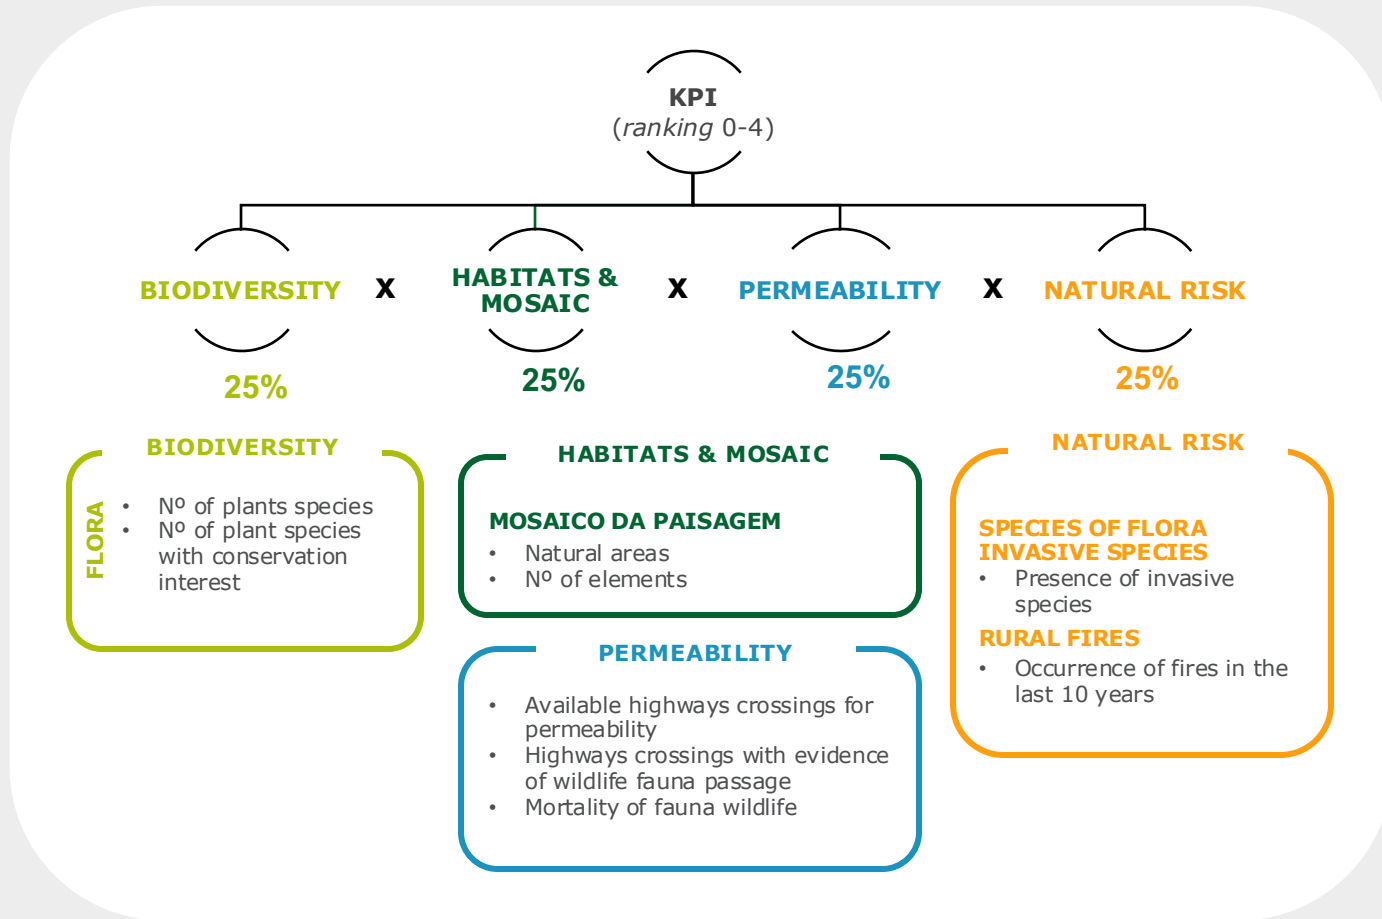 KPI
(ranking 0-4)
BIODIVERSITY
X
HABITATS &
MOSAIC
X
PERMEABILITY
X
NATURAL RISK
25%
25%
25%
25%
BIODIVERSITY
FLORA
• Nº of plants species
• Nº of plant species
with conservation
interest
HABITATS & MOSAIC
MOSAICO DA PAISAGEM
• Natural areas
• Nº of elements
PERMEABILITY
• Available highways crossings for
permeability
• Highways crossings with evidence
of wildlife fauna passage
• Mortality of fauna wildlife
NATURAL RISK
SPECIES OF FLORA
INVASIVE SPECIES
• Presence of invasive
species
RURAL FIRES
• Occurrence of fires in the
last 10 years